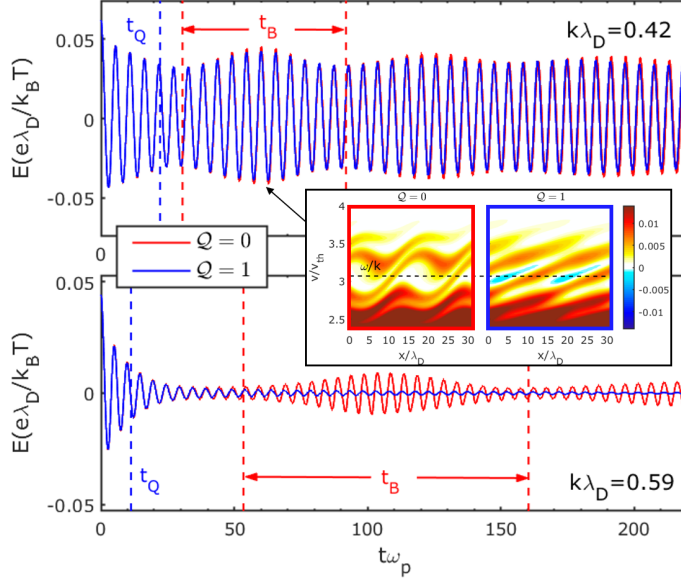 t_Q
t_B
kλ_D=0.42
E(eλ_D/k_BT)
0.05
0
-0.05
0
𝒬 = 0
𝒬 = 1
𝒬 = 0
𝒬 = 1
v/v_th
4
3.5
3
2.5
ω/k
0 5 10 15 20 25 30
x/λ_D
0 5 10 15 20 25 30
x/λ_D
0.01
0.005
0
-0.005
-0.01
E(eλ_D/k_BT)
0.05
0
-0.05
t_Q
t_B
kλ_D=0.59
0 50 100 150 200
tω_p